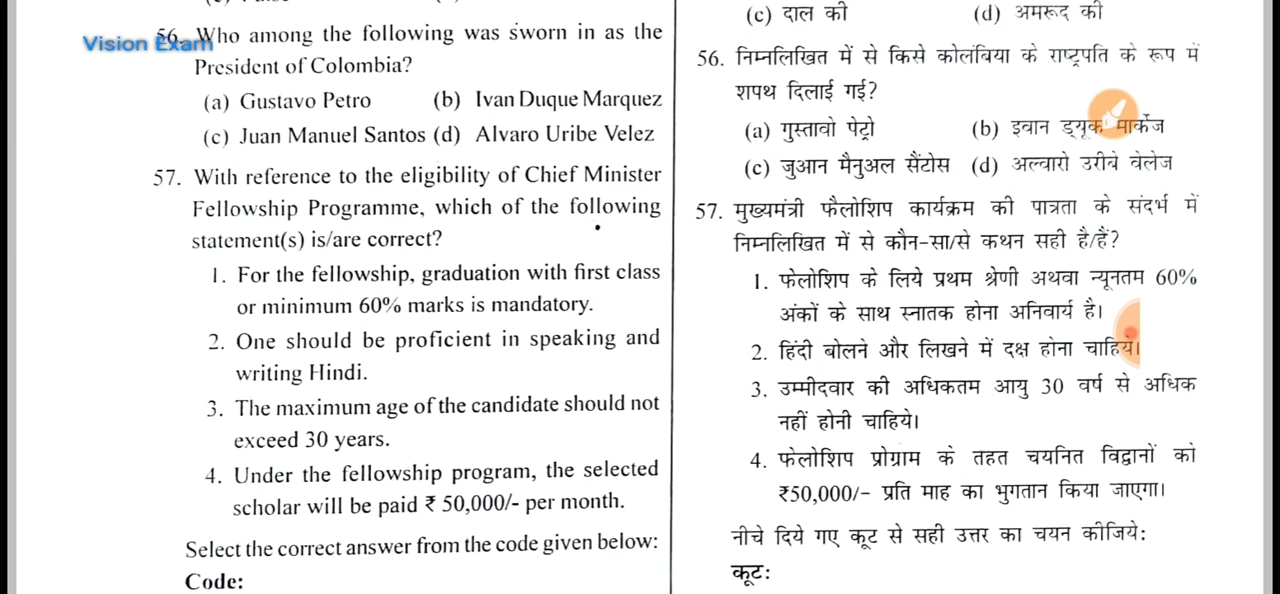 56. Who among the following was sworn in as the
Vision Exam
President of Colombia?
(a) Gustavo Petro (b) Ivan Duque Marquez
(c) Juan Manuel Santos (d) Alvaro Uribe Velez
57. With reference to the eligibility of Chief Minister
Fellowship Programme, which of the following
statement(s) is/are correct?
1. For the fellowship, graduation with first class
or minimum 60% marks is mandatory.
2. One should be proficient in speaking and
writing Hindi.
3. The maximum age of the candidate should not
exceed 30 years.
4. Under the fellowship program, the selected
scholar will be paid ₹ 50,000/- per month.
Select the correct answer from the code given below:
Code:
(c) दाल की (d) अमरूद की
56. निम्नलिखित में से किसे कोलंबिया के राष्ट्रपति के रूप में
शपथ दिलाई गई?
(a) गुस्तावो पेट्रो (b) इवान ड्यूक मार्केज
(c) जुआन मैनुअल सैंटोस (d) अल्वारो उरीबे वेलेज
57. मुख्यमंत्री फैलोशिप कार्यक्रम की पात्रता के संदर्भ में
निम्नलिखित में से कौन-सा/से कथन सही है/हैं?
1. फेलोशिप के लिये प्रथम श्रेणी अथवा न्यूनतम 60%
अंकों के साथ स्नातक होना अनिवार्य है।
2. हिंदी बोलने और लिखने में दक्ष होना चाहिये।
3. उम्मीदवार की अधिकतम आयु 30 वर्ष से अधिक
नहीं होनी चाहिये।
4. फेलोशिप प्रोग्राम के तहत चयनित विद्वानों को
₹50,000/- प्रति माह का भुगतान किया जाएगा।
नीचे दिये गए कूट से सही उत्तर का चयन कीजिये:
कूट: